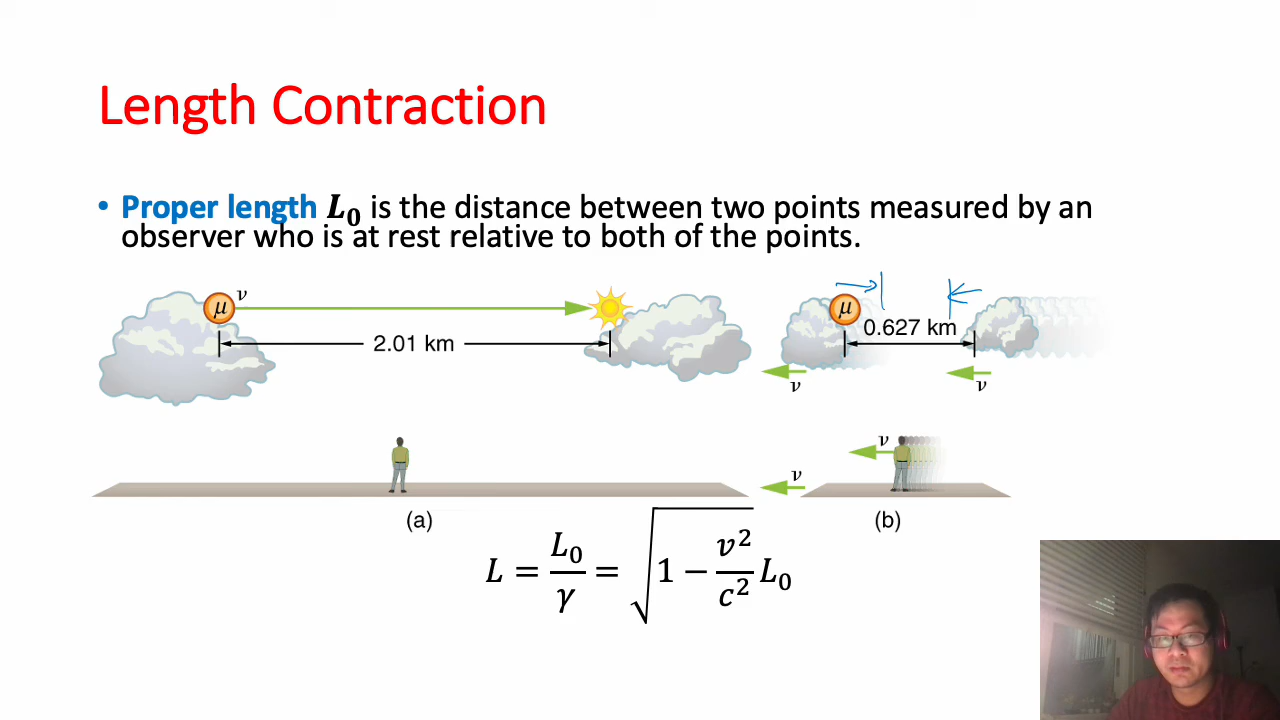 Length Contraction
• Proper length L₀ is the distance between two points measured by an
observer who is at rest relative to both of the points.
μ ν
2.01 km
μ
0.627 km
ν ν
ν
ν
(a) (b)
L = L₀/γ = √(1 − v²/c²) L₀